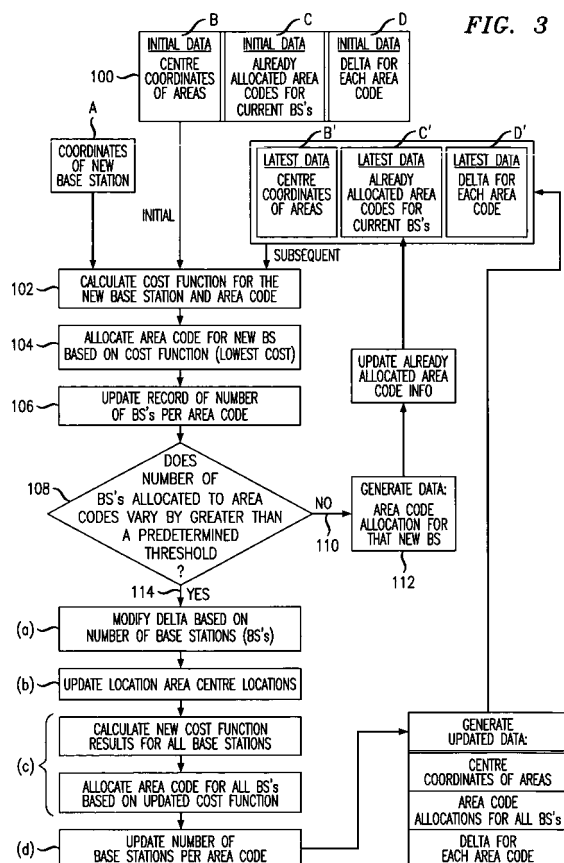 FIG. 3
B
C
D
INITIAL DATA
CENTRE
COORDINATES
OF AREAS
INITIAL DATA
ALREADY
ALLOCATED AREA
CODES FOR
CURRENT BS's
INITIAL DATA
DELTA FOR
EACH AREA
CODE
100
A
COORDINATES
OF NEW
BASE STATION
B'
C'
D'
LATEST DATA
CENTRE
COORDINATES
OF AREAS
LATEST DATA
ALREADY
ALLOCATED AREA
CODES FOR
CURRENT BS's
LATEST DATA
DELTA FOR
EACH AREA
CODE
INITIAL
SUBSEQUENT
102
CALCULATE COST FUNCTION FOR THE
NEW BASE STATION AND AREA CODE
104
ALLOCATE AREA CODE FOR NEW BS
BASED ON COST FUNCTION (LOWEST COST)
106
UPDATE RECORD OF NUMBER
OF BS's PER AREA CODE
108
DOES
NUMBER OF
BS's ALLOCATED TO AREA
CODES VARY BY GREATER THAN
A PREDETERMINED
THRESHOLD
?
NO
110
GENERATE DATA:
AREA CODE
ALLOCATION FOR
THAT NEW BS
112
UPDATE ALREADY
ALLOCATED AREA
CODE INFO
114
YES
(a)
MODIFY DELTA BASED ON
NUMBER OF BASE STATIONS (BS's)
(b)
UPDATE LOCATION AREA CENTRE LOCATIONS
(c)
CALCULATE NEW COST FUNCTION
RESULTS FOR ALL BASE STATIONS
ALLOCATE AREA CODE FOR ALL BS's
BASED ON UPDATED COST FUNCTION
(d)
UPDATE NUMBER OF
BASE STATIONS PER AREA CODE
GENERATE
UPDATED DATA:
CENTRE
COORDINATES OF AREAS
AREA CODE
ALLOCATIONS FOR ALL BS's
DELTA FOR
EACH AREA CODE